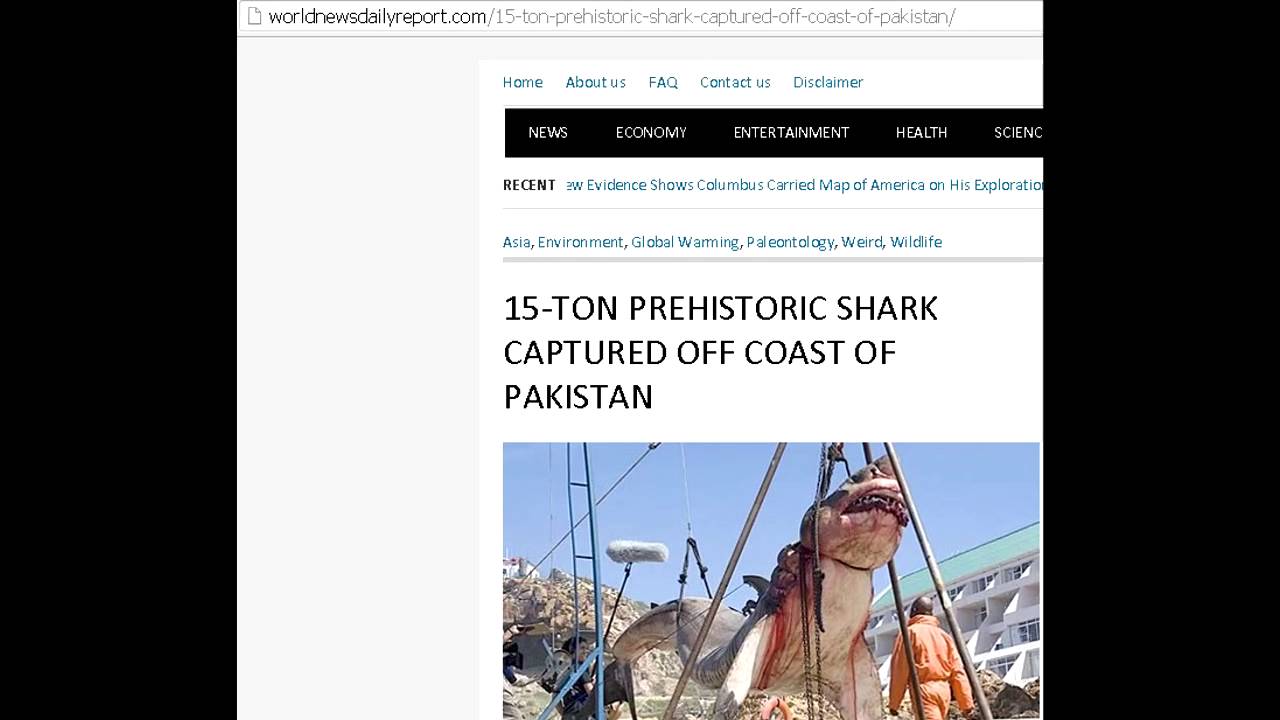 worldnewsdailyreport.com/15-ton-prehistoric-shark-captured-off-coast-of-pakistan/
Home About us FAQ Contact us Disclaimer
NEWS ECONOMY ENTERTAINMENT HEALTH SCIENC
RECENT ew Evidence Shows Columbus Carried Map of America on His Exploratio
Asia, Environment, Global Warming, Paleontology, Weird, Wildlife
15-TON PREHISTORIC SHARK
CAPTURED OFF COAST OF
PAKISTAN